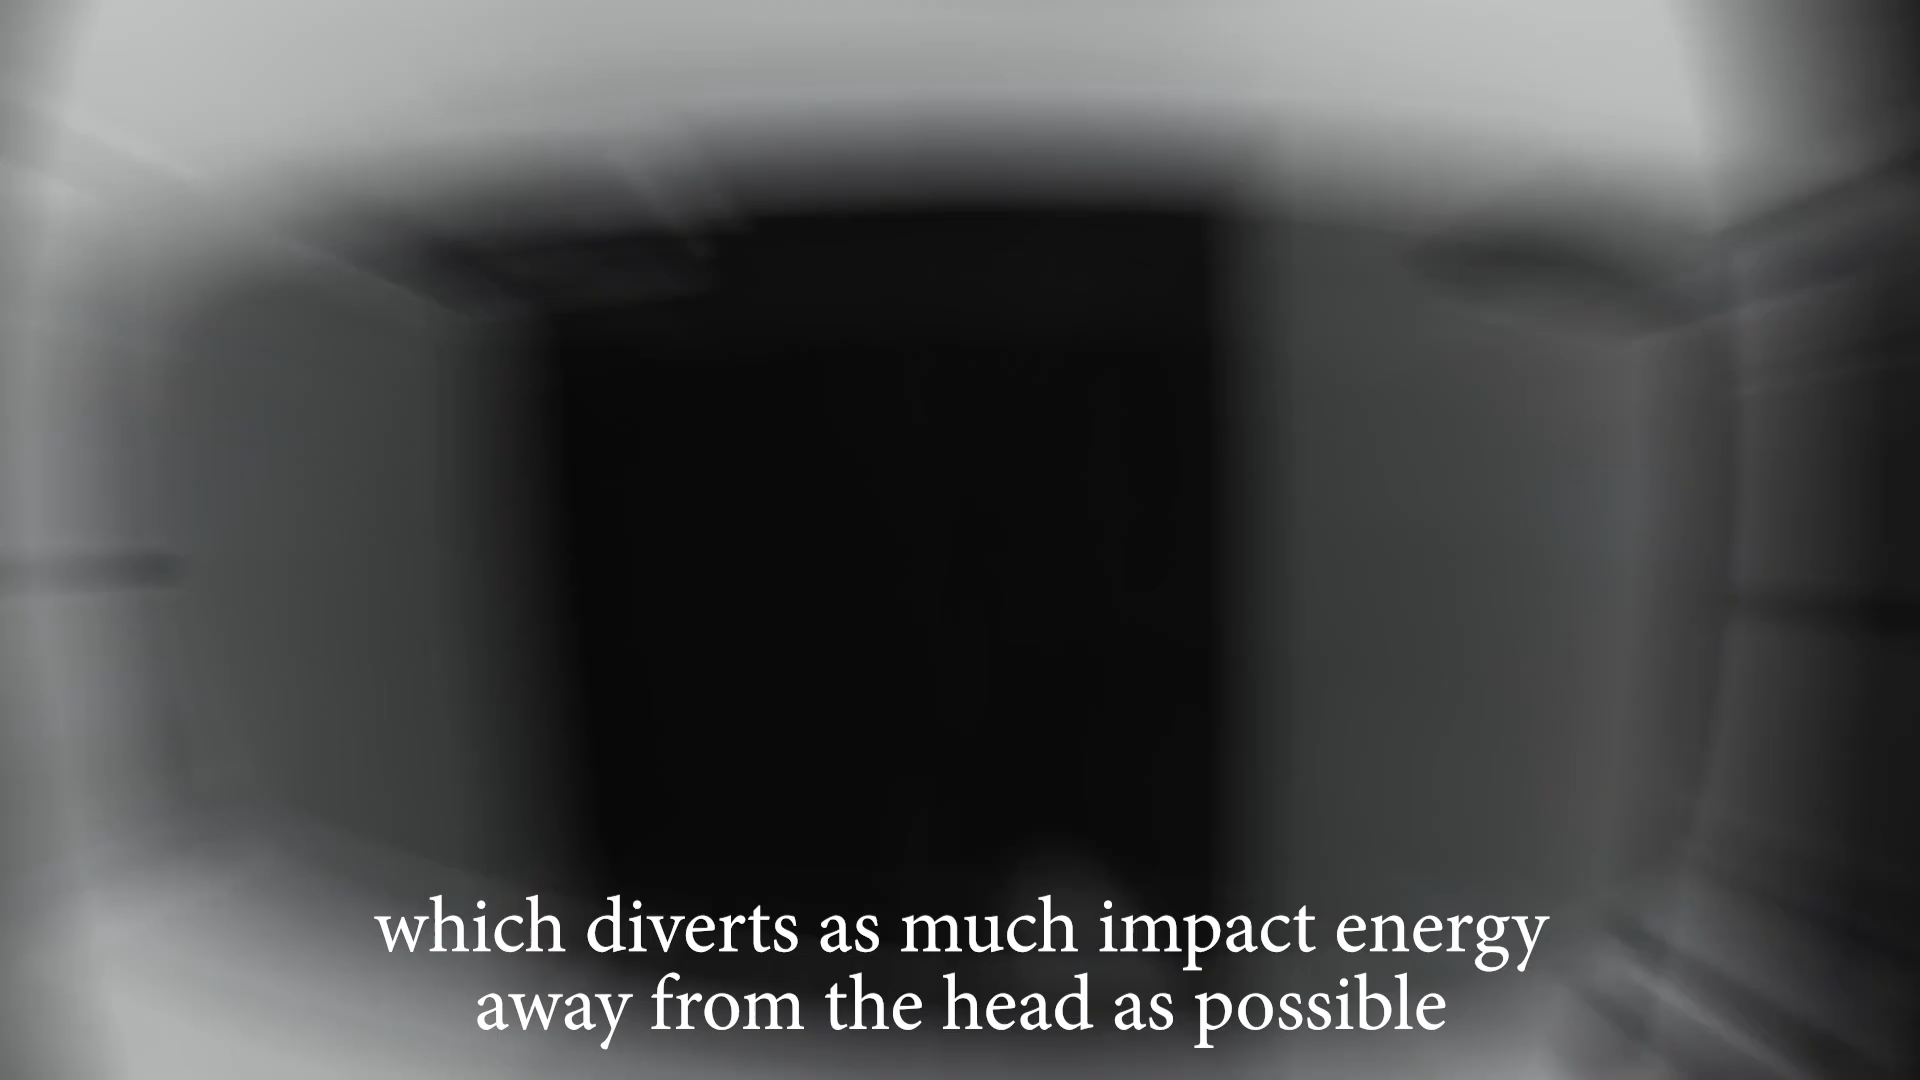 which diverts as much impact energy
away from the head as possible